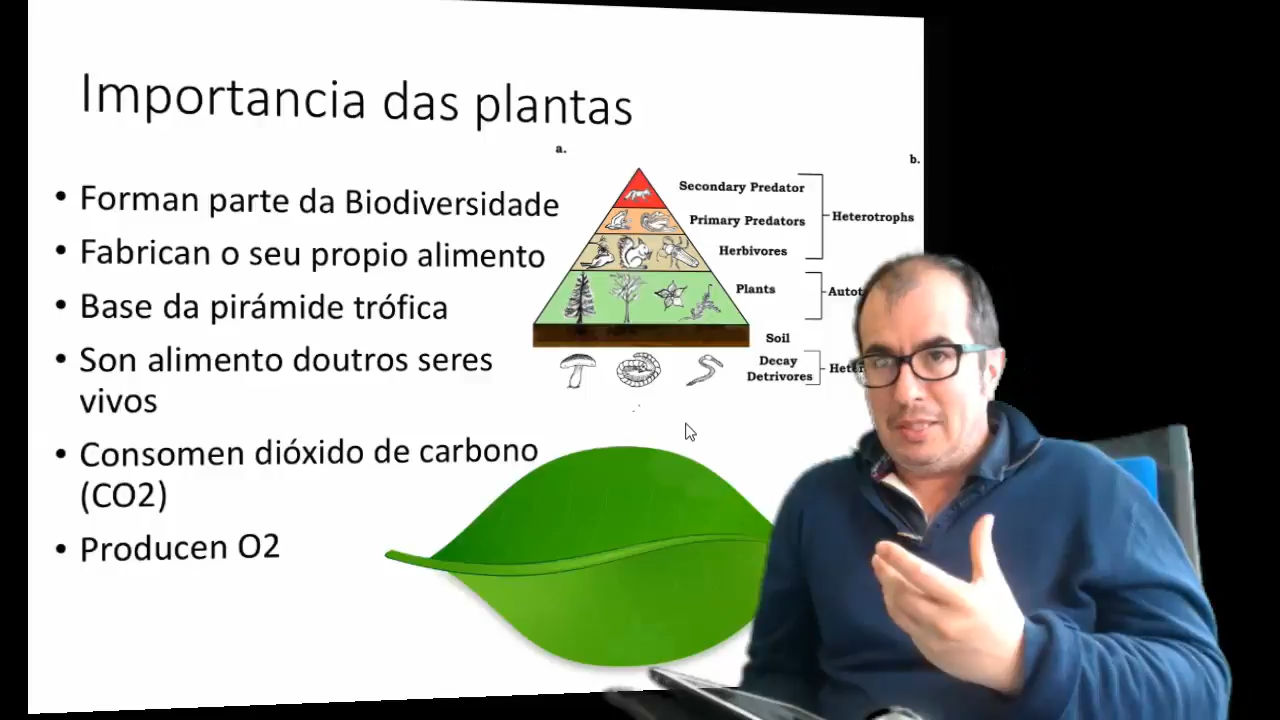 Importancia das plantas
• Forman parte da Biodiversidade
• Fabrican o seu propio alimento
• Base da pirámide trófica
• Son alimento doutros seres
vivos
• Consomen dióxido de carbono
(CO2)
• Producen O2
a.
b.
Secondary Predator
Primary Predators
Heterotrophs
Herbivores
Plants
Soil
Decay
Detrivores